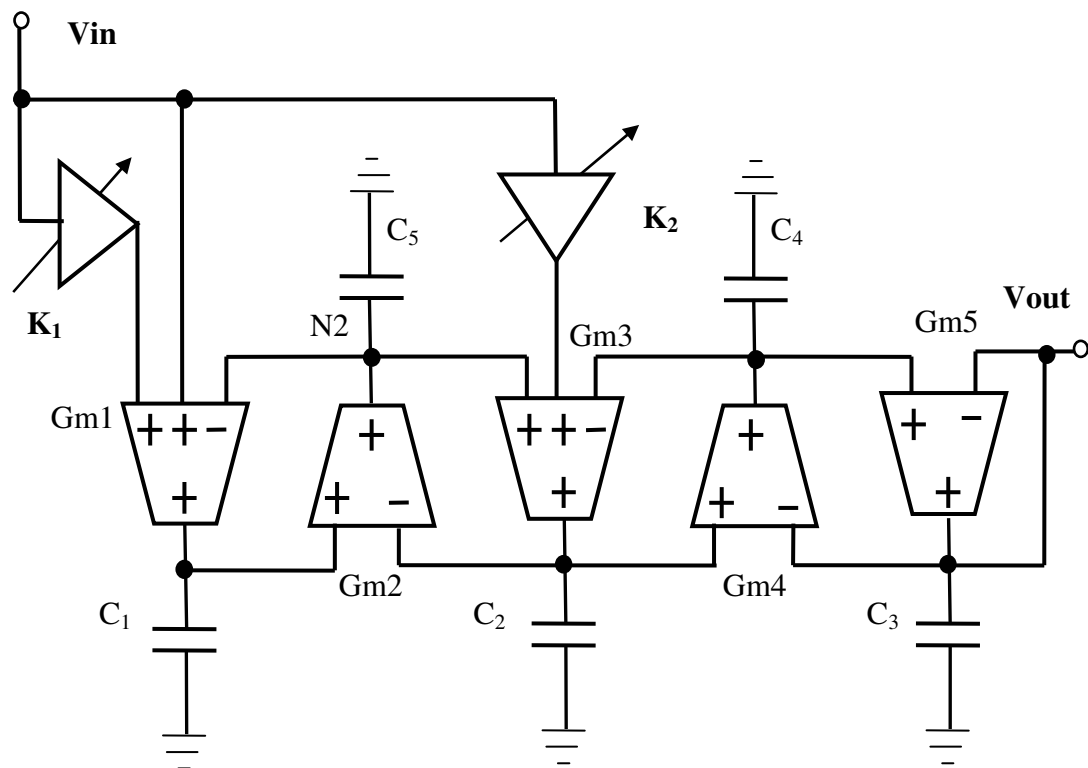 Vin
K₁
K₂
C₅
C₄
Vout
N2
Gm3
Gm5
Gm1
+ + −
+ + −
+ −
+
+
+
+
+ −
+
+ −
+
Gm2
Gm4
C₁
C₂
C₃